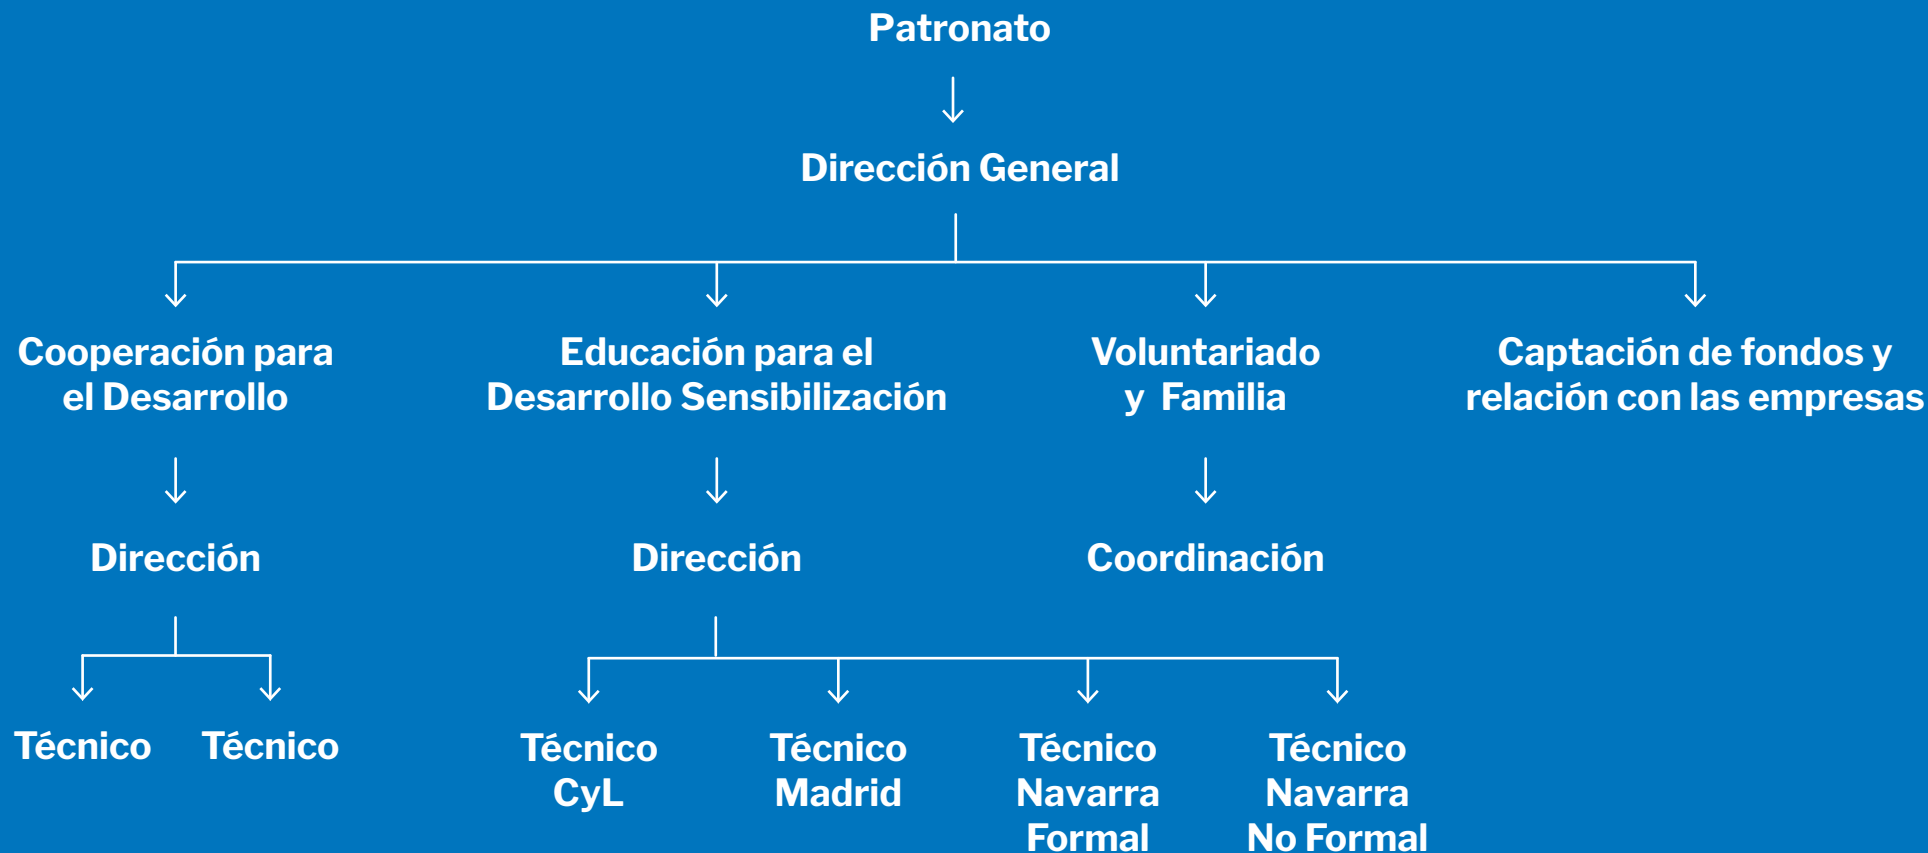 Patronato
Dirección General
Cooperación para
el Desarrollo
Educación para el
Desarrollo Sensibilización
Voluntariado
y Familia
Captación de fondos y
relación con las empresas
Dirección
Dirección
Coordinación
Técnico
Técnico
Técnico
CyL
Técnico
Madrid
Técnico
Navarra
Formal
Técnico
Navarra
No Formal